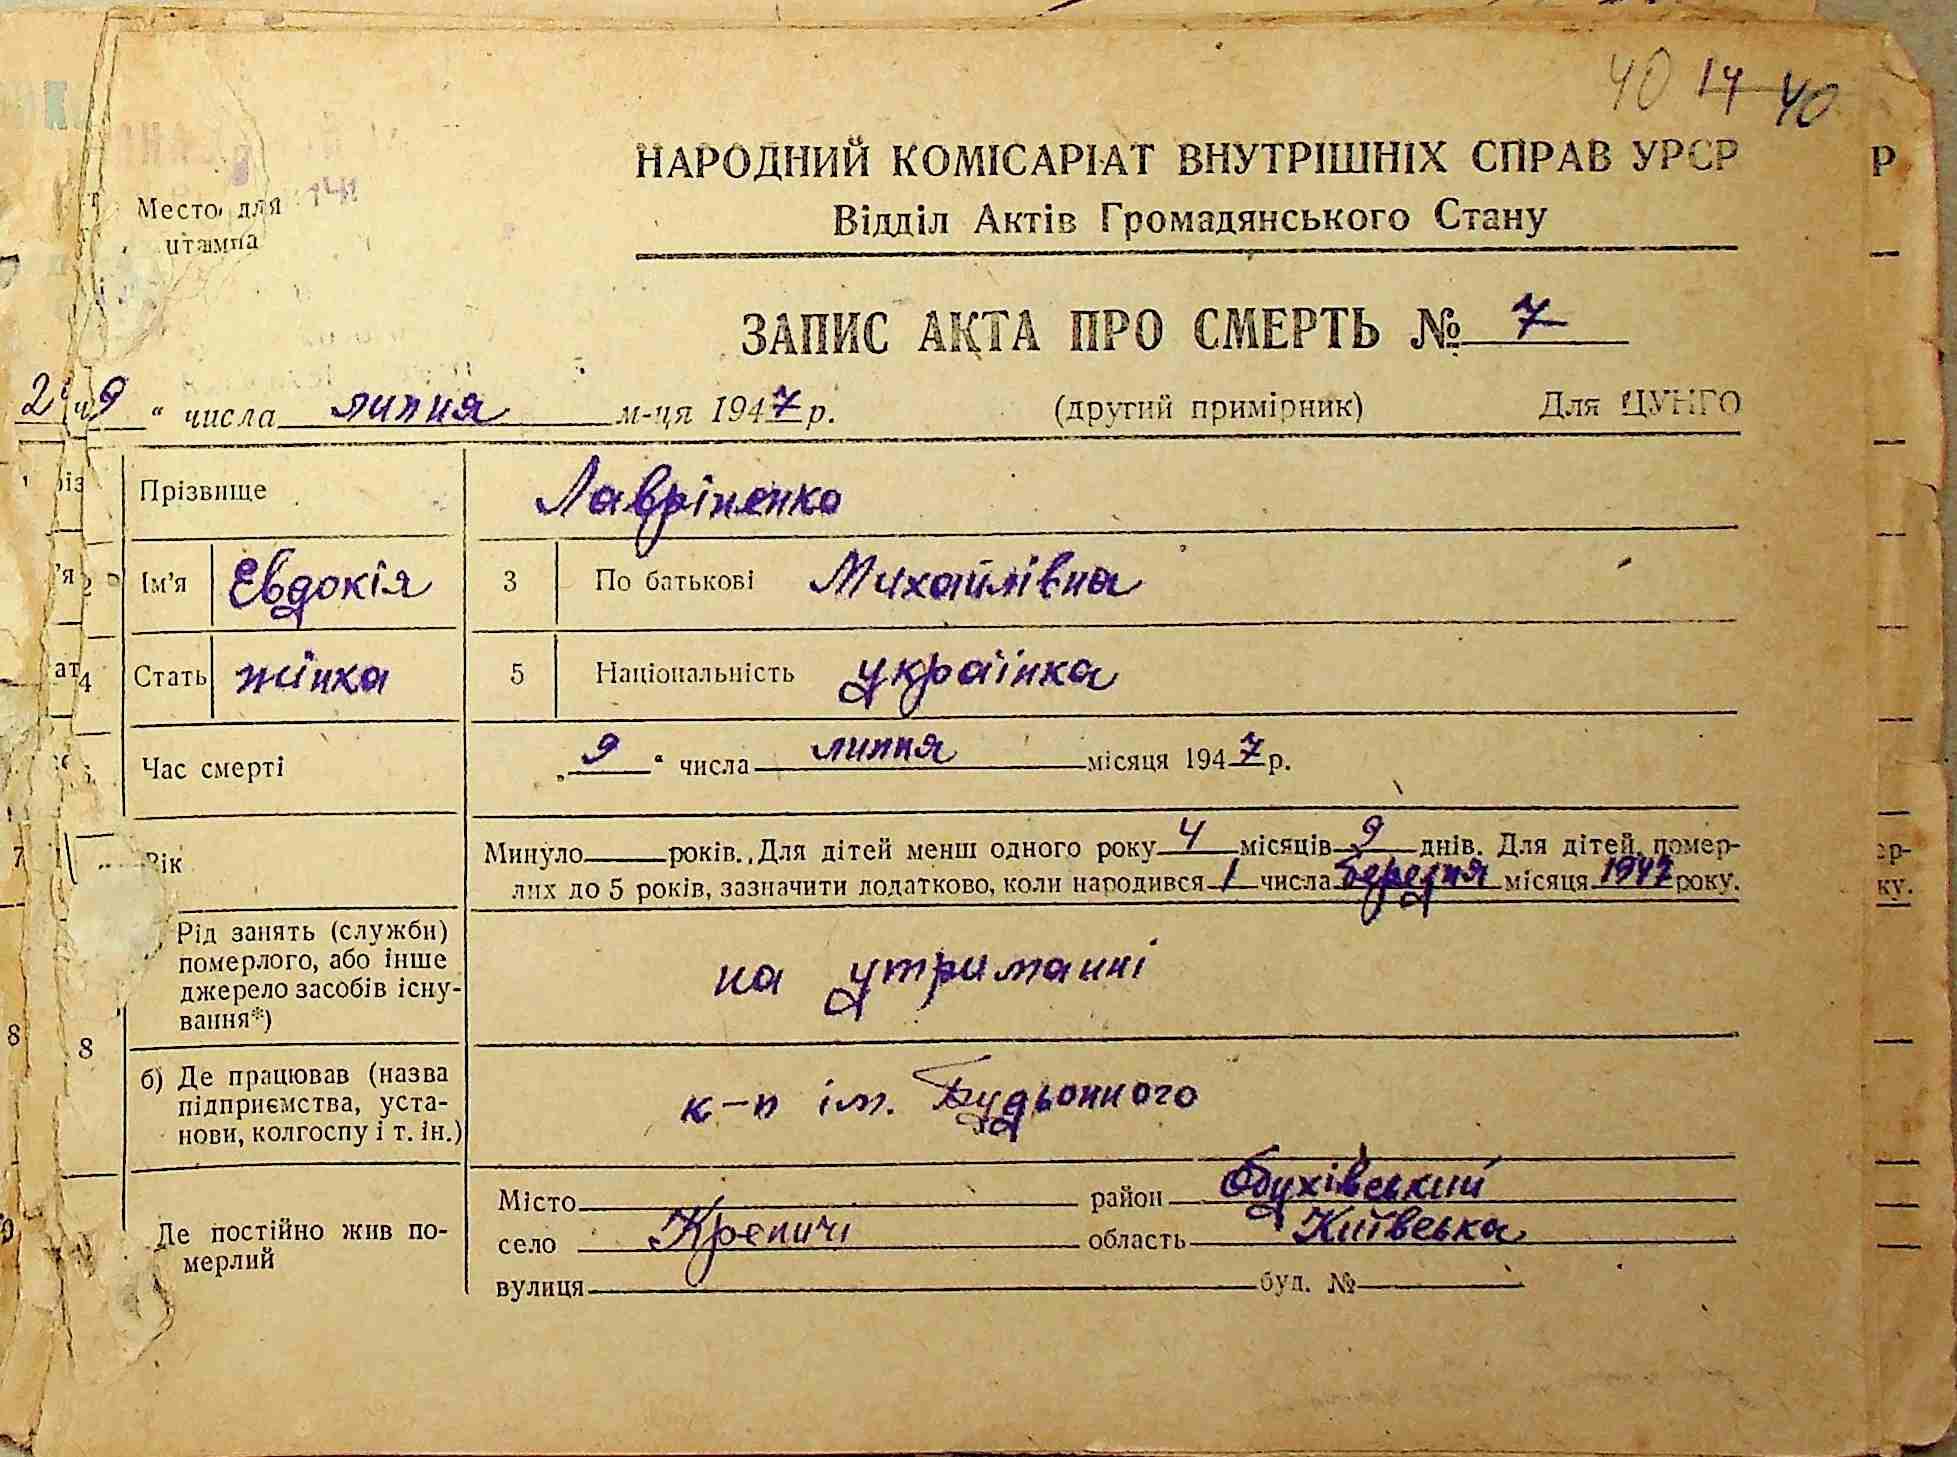 40 14 40
НАРОДНИЙ КОМІСАРІАТ ВНУТРІШНІХ СПРАВ УРСР
Место для
штампа
Відділ Актів Громадянського Стану
ЗАПИС АКТА ПРО СМЕРТЬ № 7
9 " числа липня м-ця 1947 р. (другий примірник) Для ЦУНГО
Прізвище Лавріненко
2 Ім'я Евдокія 3 По батькові Михайлівна
4 Стать жінка 5 Національність українка
Час смерті „ 9 " числа липня місяця 1947 р.
Вік Минуло років. Для дітей менш одного року 4 місяців 9 днів. Для дітей, помер-
лих до 5 років, зазначити додатково, коли народився 1 числа березня місяця 1947 року.
8
Рід занять (служби)
померлого, або інше
джерело засобів існу-
вання*)
на утриманні
б) Де працював (назва
підприємства, уста-
нови, колгоспу і т. ін.)
к-п ім. Будьонного
Де постійно жив по-
мерлий
Місто район Обухівський
село Креничі область Київська
вулиця буд. №